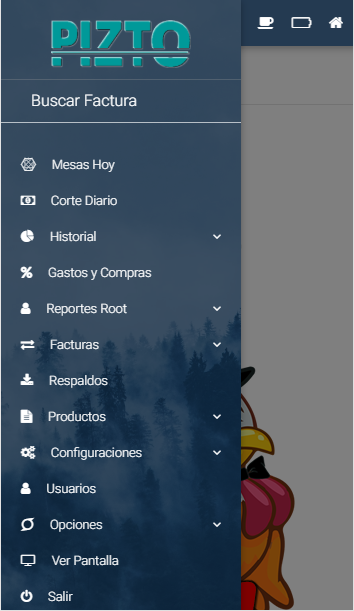 PIZTO
Buscar Factura
Mesas Hoy
Corte Diario
Historial
Gastos y Compras
Reportes Root
Facturas
Respaldos
Productos
Configuraciones
Usuarios
Opciones
Ver Pantalla
Salir